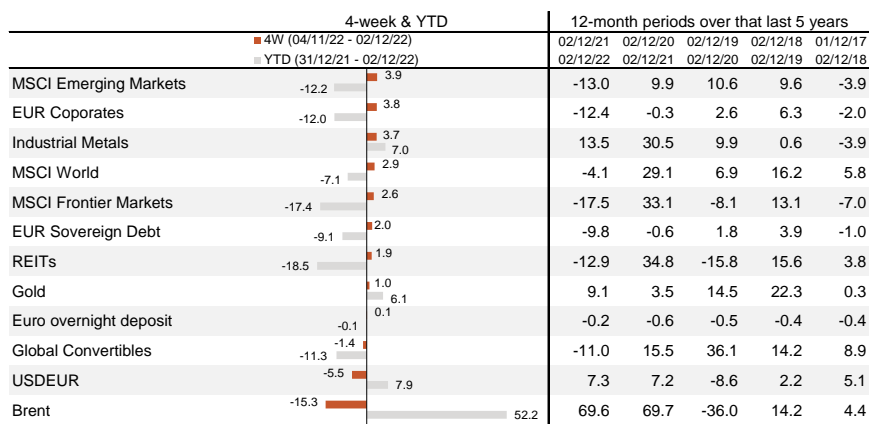 4-week & YTD 12-month periods over that last 5 years
4W (04/11/22 - 02/12/22) 02/12/21 02/12/20 02/12/19 02/12/18 01/12/17
YTD (31/12/21 - 02/12/22) 02/12/22 02/12/21 02/12/20 02/12/19 02/12/18
MSCI Emerging Markets 3.9 -12.2 -13.0 9.9 10.6 9.6 -3.9
EUR Coporates 3.8 -12.0 -12.4 -0.3 2.6 6.3 -2.0
Industrial Metals 3.7 7.0 13.5 30.5 9.9 0.6 -3.9
MSCI World 2.9 -7.1 -4.1 29.1 6.9 16.2 5.8
MSCI Frontier Markets 2.6 -17.4 -17.5 33.1 -8.1 13.1 -7.0
EUR Sovereign Debt 2.0 -9.1 -9.8 -0.6 1.8 3.9 -1.0
REITs 1.9 -18.5 -12.9 34.8 -15.8 15.6 3.8
Gold 1.0 6.1 9.1 3.5 14.5 22.3 0.3
Euro overnight deposit 0.1 -0.1 -0.2 -0.6 -0.5 -0.4 -0.4
Global Convertibles -1.4 -11.3 -11.0 15.5 36.1 14.2 8.9
USDEUR -5.5 7.9 7.3 7.2 -8.6 2.2 5.1
Brent -15.3 52.2 69.6 69.7 -36.0 14.2 4.4